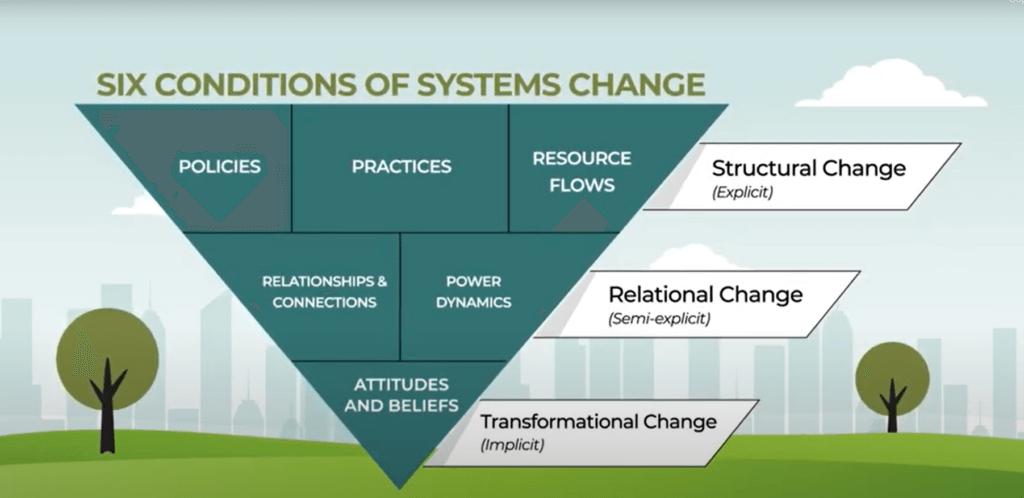 SIX CONDITIONS OF SYSTEMS CHANGE
POLICIES
PRACTICES
RESOURCE
FLOWS
Structural Change
(Explicit)
RELATIONSHIPS &
CONNECTIONS
POWER
DYNAMICS
Relational Change
(Semi-explicit)
ATTITUDES
AND BELIEFS
Transformational Change
(Implicit)